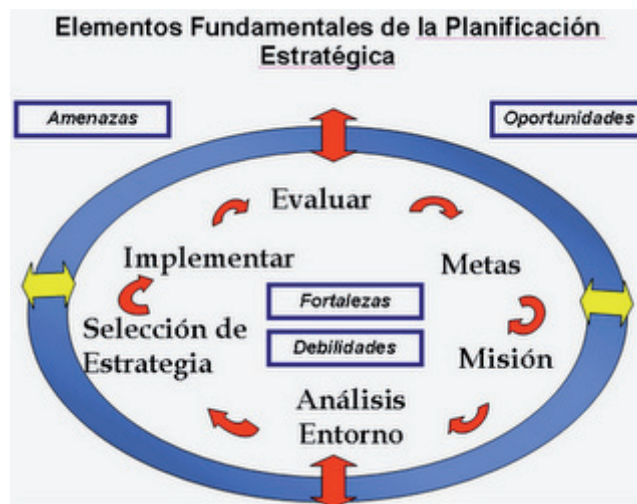 Elementos Fundamentales de la Planificación
Estratégica
Amenazas
Oportunidades
Evaluar
Implementar
Metas
Fortalezas
Selección de
Estrategia
Debilidades
Misión
Análisis
Entorno